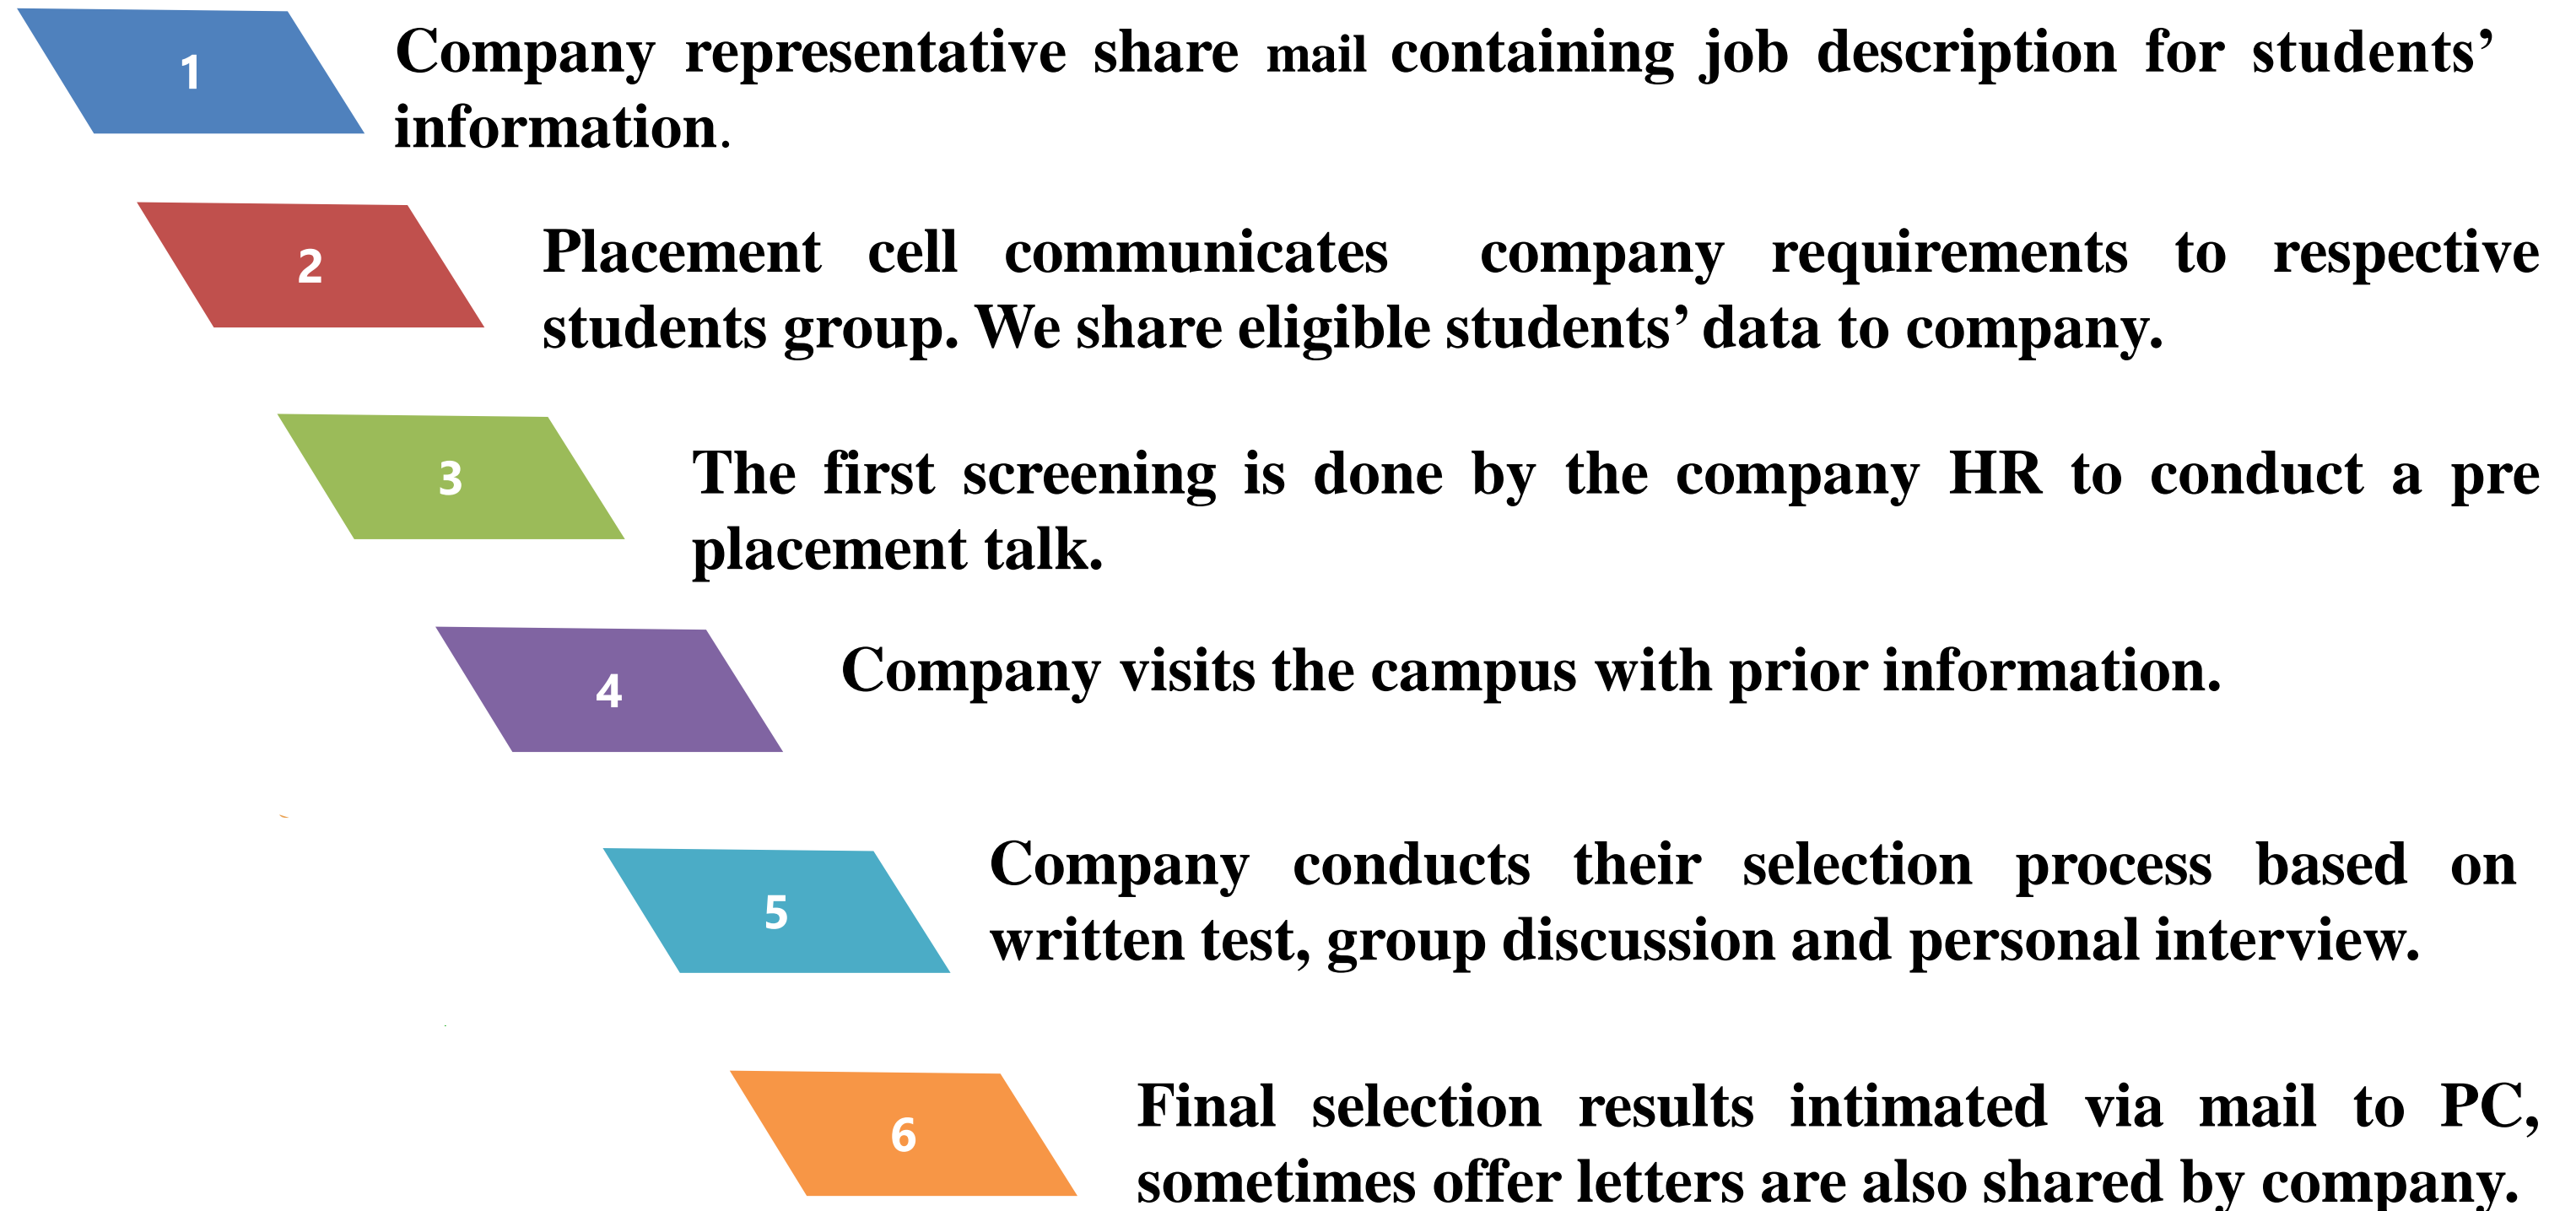 1
Company representative share mail containing job description for students’
information.
2
Placement cell communicates company requirements to respective
students group. We share eligible students’ data to company.
3
The first screening is done by the company HR to conduct a pre
placement talk.
4
Company visits the campus with prior information.
5
Company conducts their selection process based on
written test, group discussion and personal interview.
6
Final selection results intimated via mail to PC,
sometimes offer letters are also shared by company.